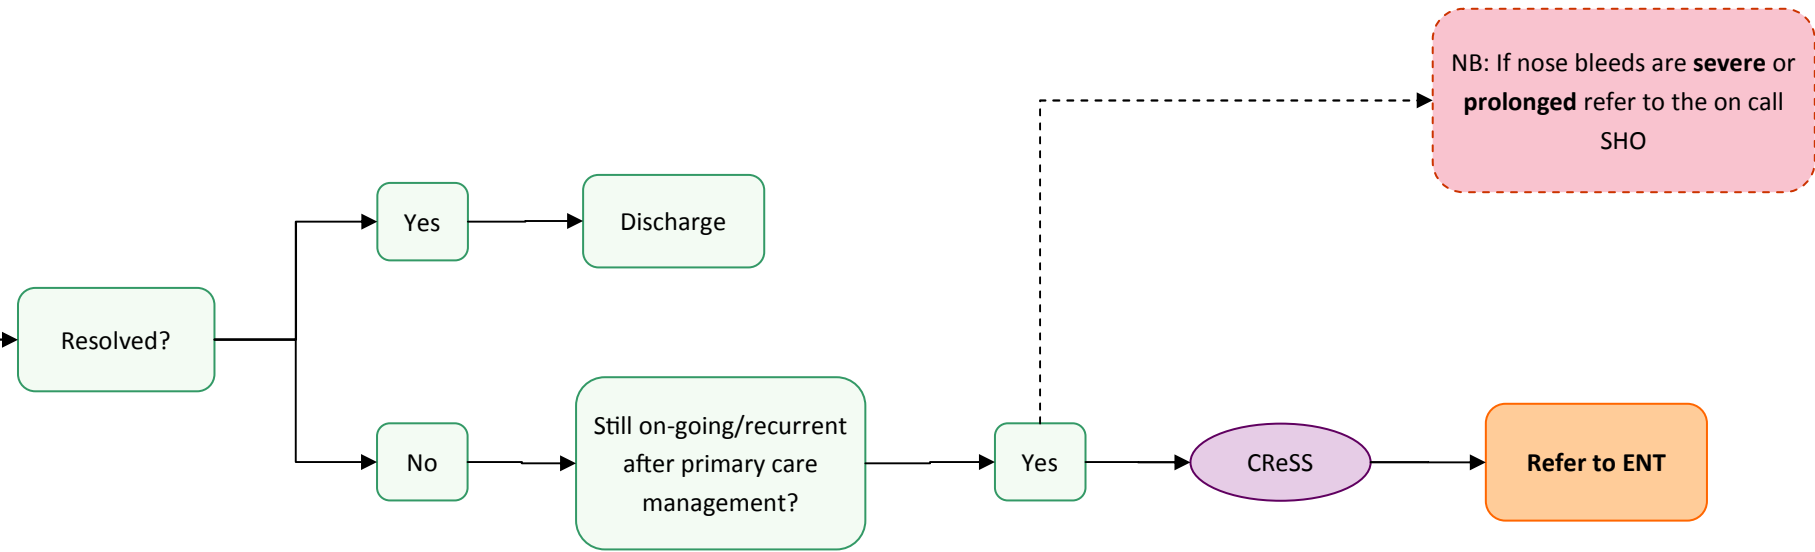 NB: If nose bleeds are severe or
prolonged refer to the on call
SHO
Yes
Discharge
Resolved?
No
Still on-going/recurrent
after primary care
management?
Yes
CReSS
Refer to ENT